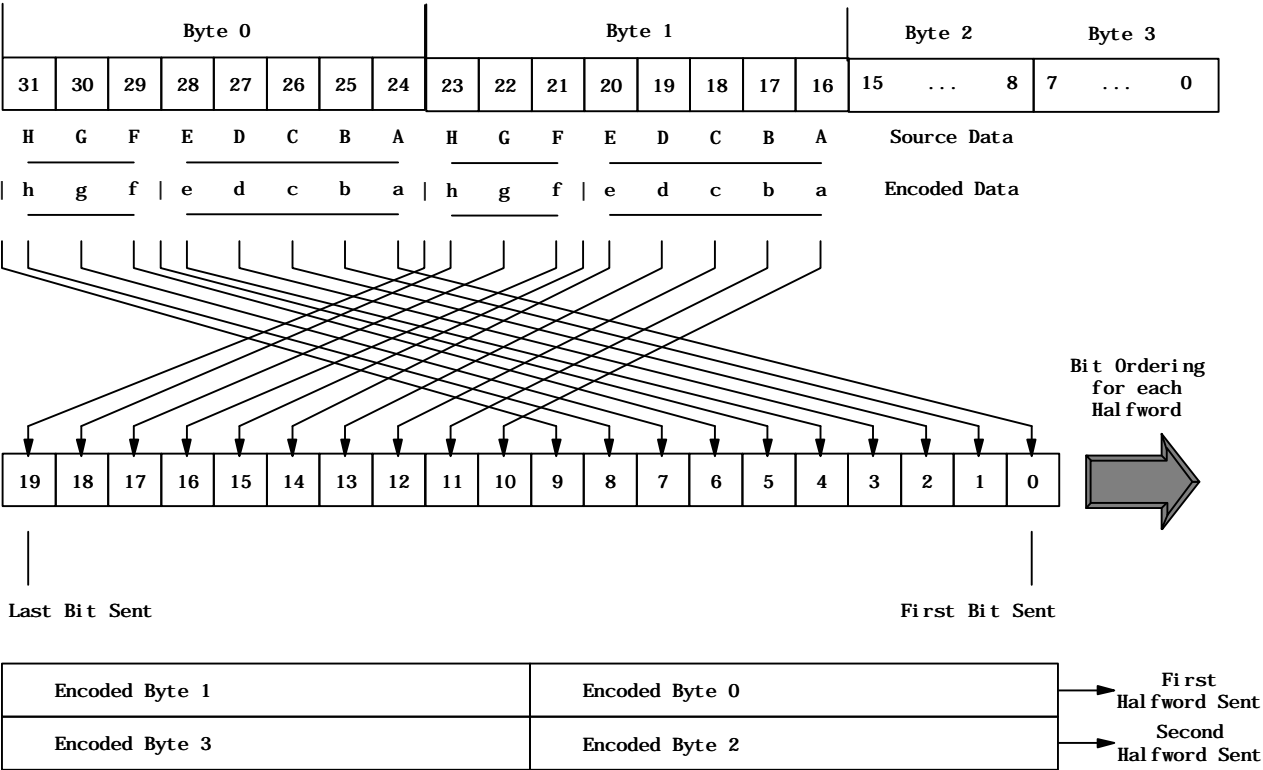 Byte 0 Byte 1 Byte 2 Byte 3
31 30 29 28 27 26 25 24 23 22 21 20 19 18 17 16 15 ... 8 7 ... 0
H G F E D C B A H G F E D C B A Source Data
| h g f | e d c b a | h g f | e d c b a Encoded Data
Bit Ordering
for each
Halfword
19 18 17 16 15 14 13 12 11 10 9 8 7 6 5 4 3 2 1 0
Last Bit Sent First Bit Sent
Encoded Byte 1 Encoded Byte 0 First
Halfword Sent
Encoded Byte 3 Encoded Byte 2 Second
Halfword Sent